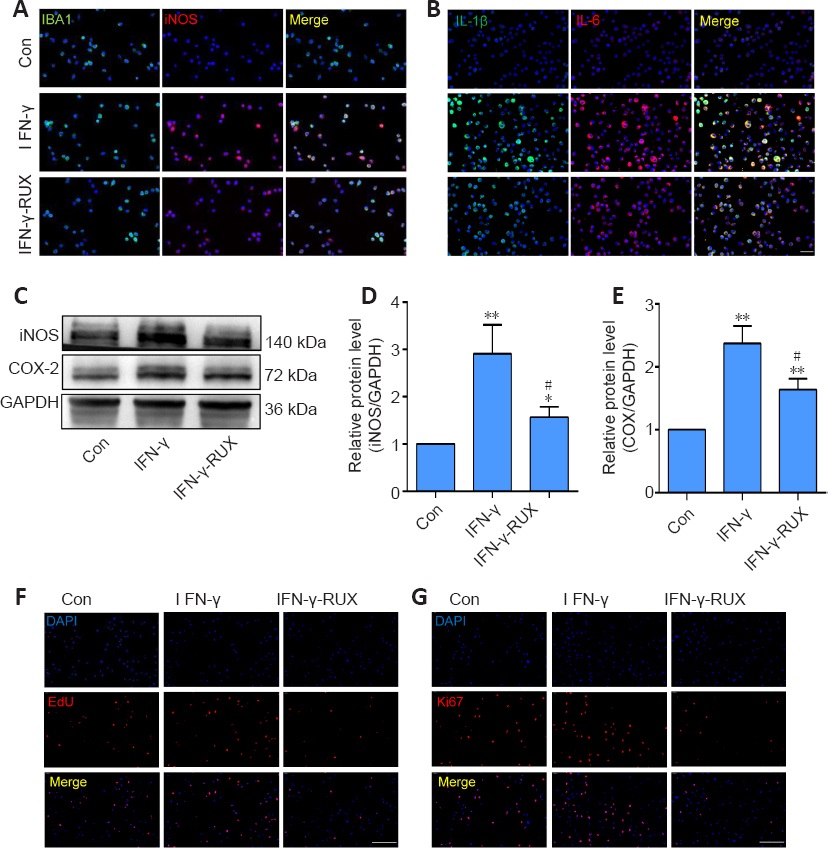 A
IBA1 iNOS Merge
Con
I FN-γ
IFN-γ-RUX
B
IL-1β IL-6 Merge
C
iNOS 140 kDa
COX-2 72 kDa
GAPDH 36 kDa
Con IFN-γ IFN-γ-RUX
D
Relative protein level
(iNOS/GAPDH)
4
3
2
1
0
**
#
*
Con IFN-γ IFN-γ-RUX
E
Relative protein level
(COX/GAPDH)
3
2
1
0
**
#
**
Con IFN-γ IFN-γ-RUX
F
Con I FN-γ IFN-γ-RUX
DAPI
EdU
Merge
G
Con I FN-γ IFN-γ-RUX
DAPI
Ki67
Merge